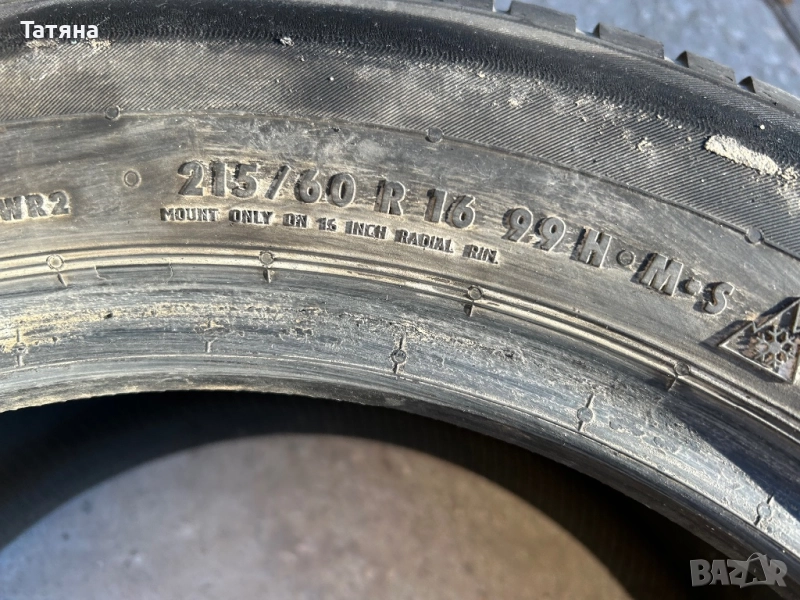 Татяна
WR2
215/60 R 16 99 H • M • S
MOUNT ONLY ON 16 INCH RADIAL RIM.
BAZAR